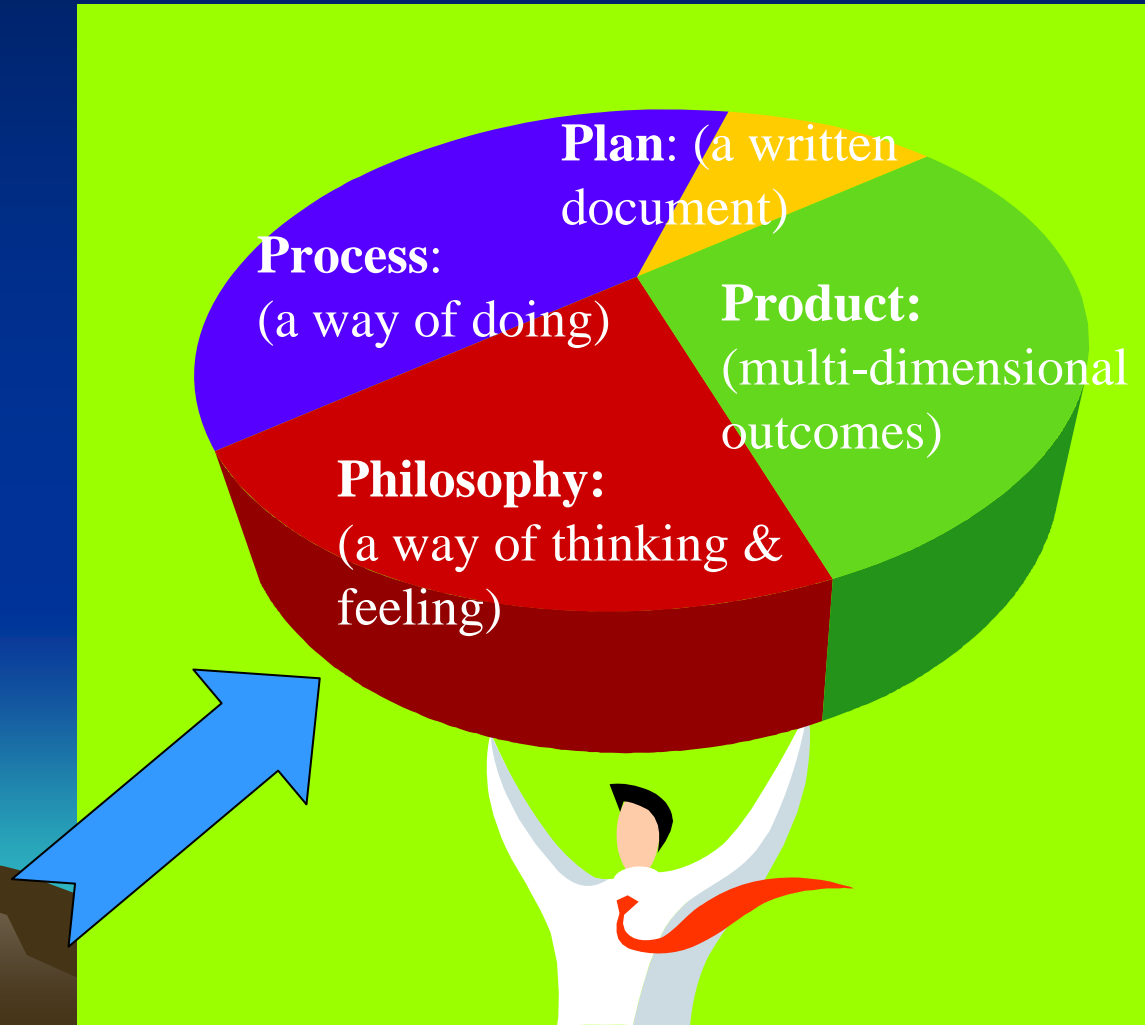 Plan: (a written
document)
Process:
(a way of doing)
Product:
(multi-dimensional
outcomes)
Philosophy:
(a way of thinking &
feeling)